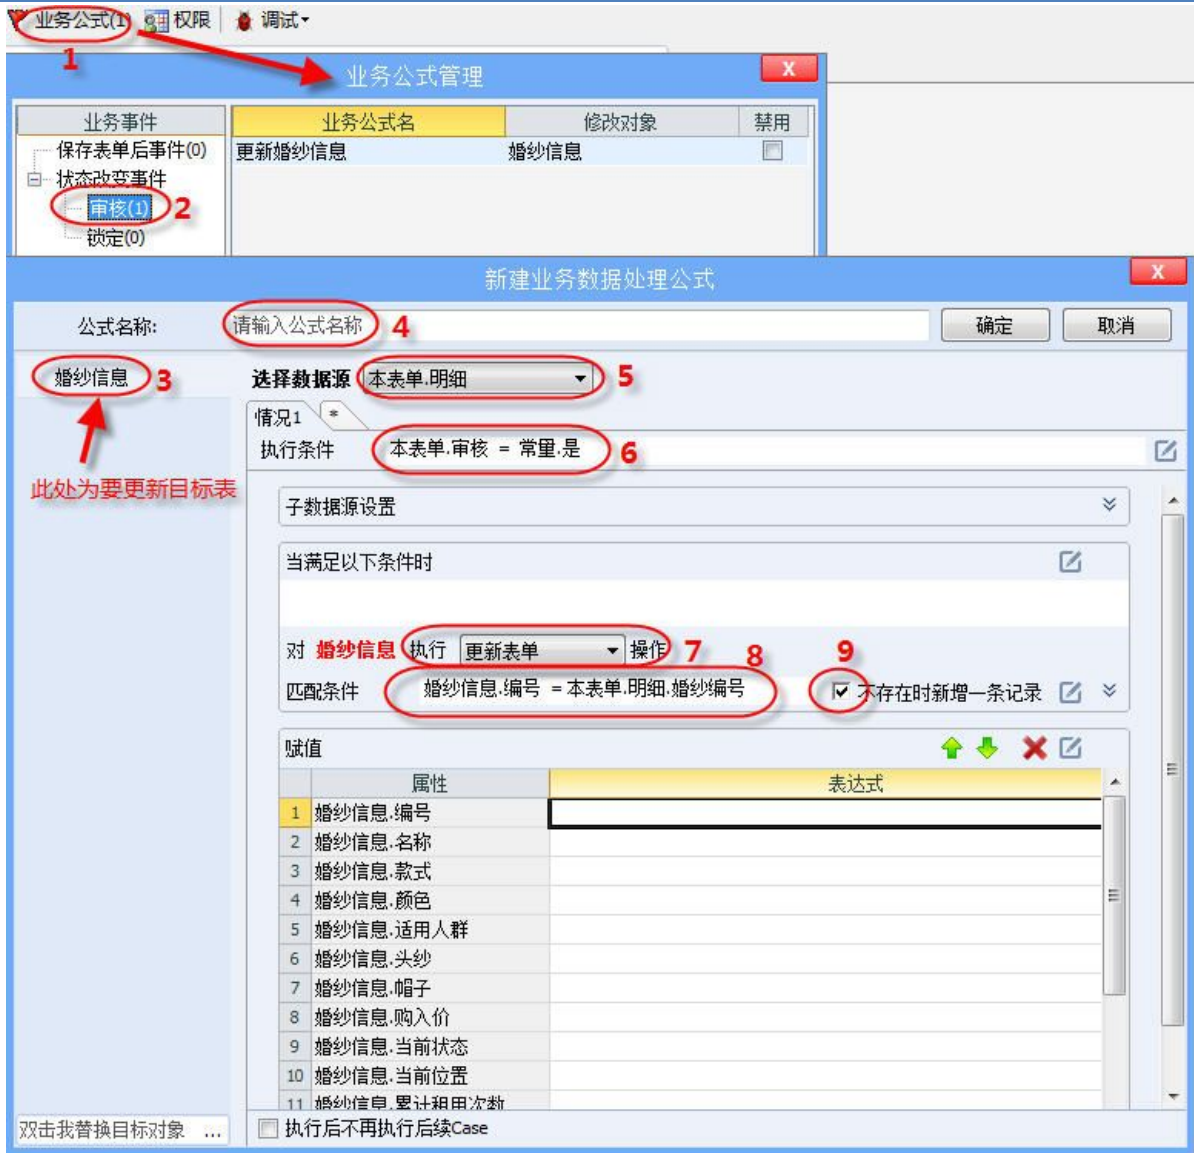 业务公式(1) 权限 调试
1
业务公式管理 X
业务事件 业务公式名 修改对象 禁用
保存表单后事件(0) 更新婚纱信息 婚纱信息
状态改变事件
审核(1) 2
锁定(0)
新建业务数据处理公式 X
公式名称: 请输入公式名称 4 确定 取消
婚纱信息 3 选择数据源 本表单.明细 5
情况1 *
执行条件 本表单.审核 = 常量.是 6
此处为要更新目标表
子数据源设置
当满足以下条件时
对 婚纱信息 执行 更新表单 操作 7 8 9
匹配条件 婚纱信息.编号 =本表单.明细.婚纱编号 不存在时新增一条记录
赋值
属性 表达式
1 婚纱信息.编号
2 婚纱信息.名称
3 婚纱信息.款式
4 婚纱信息.颜色
5 婚纱信息.适用人群
6 婚纱信息.头纱
7 婚纱信息.帽子
8 婚纱信息.购入价
9 婚纱信息.当前状态
10 婚纱信息.当前位置
11 婚纱信息.累计租用次数
双击我替换目标对象 ... 执行后不再执行后续Case